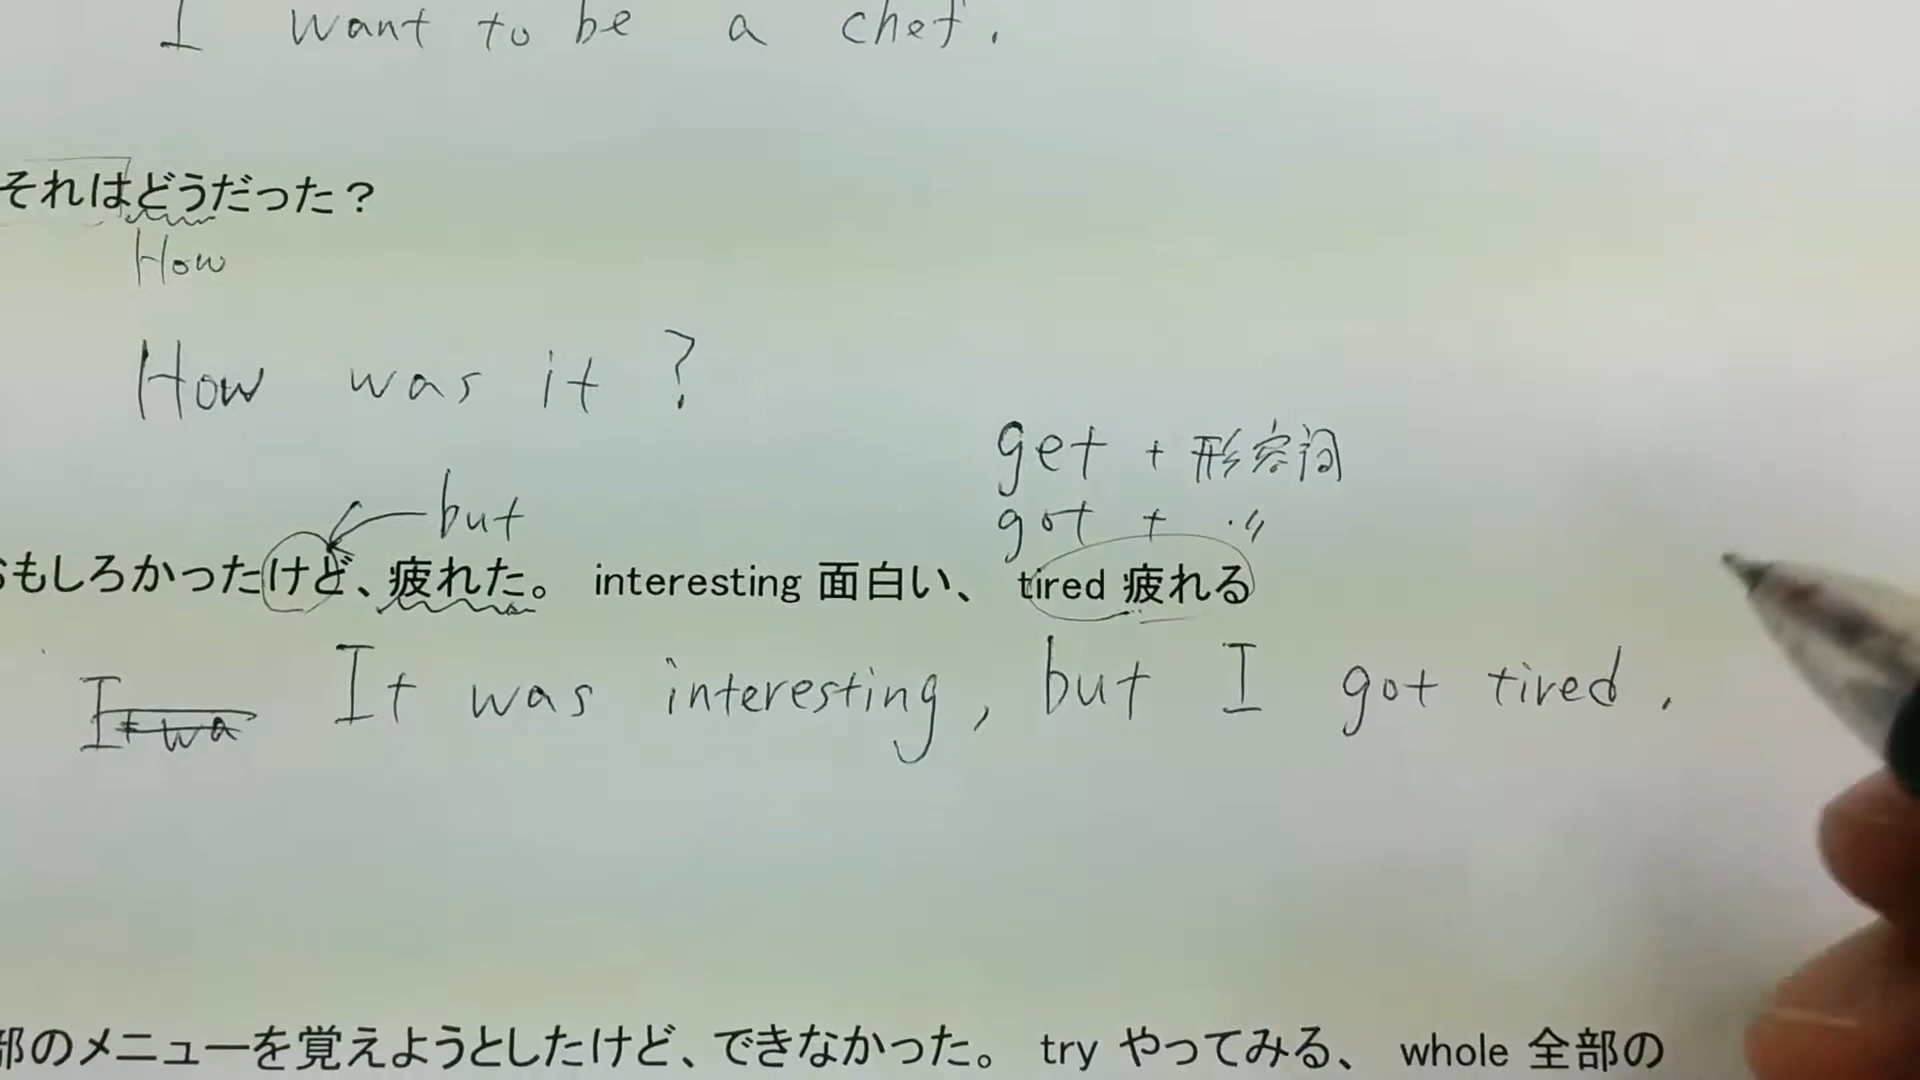 I want to be a chef.
それはどうだった？
How
How was it?
get + 形容詞
got + 〃
but
もしろかったけど、疲れた。 interesting 面白い、 tired 疲れる
It was interesting, but I got tired.
のメニューを覚えようとしたけど、できなかった。 try やってみる、 whole 全部の